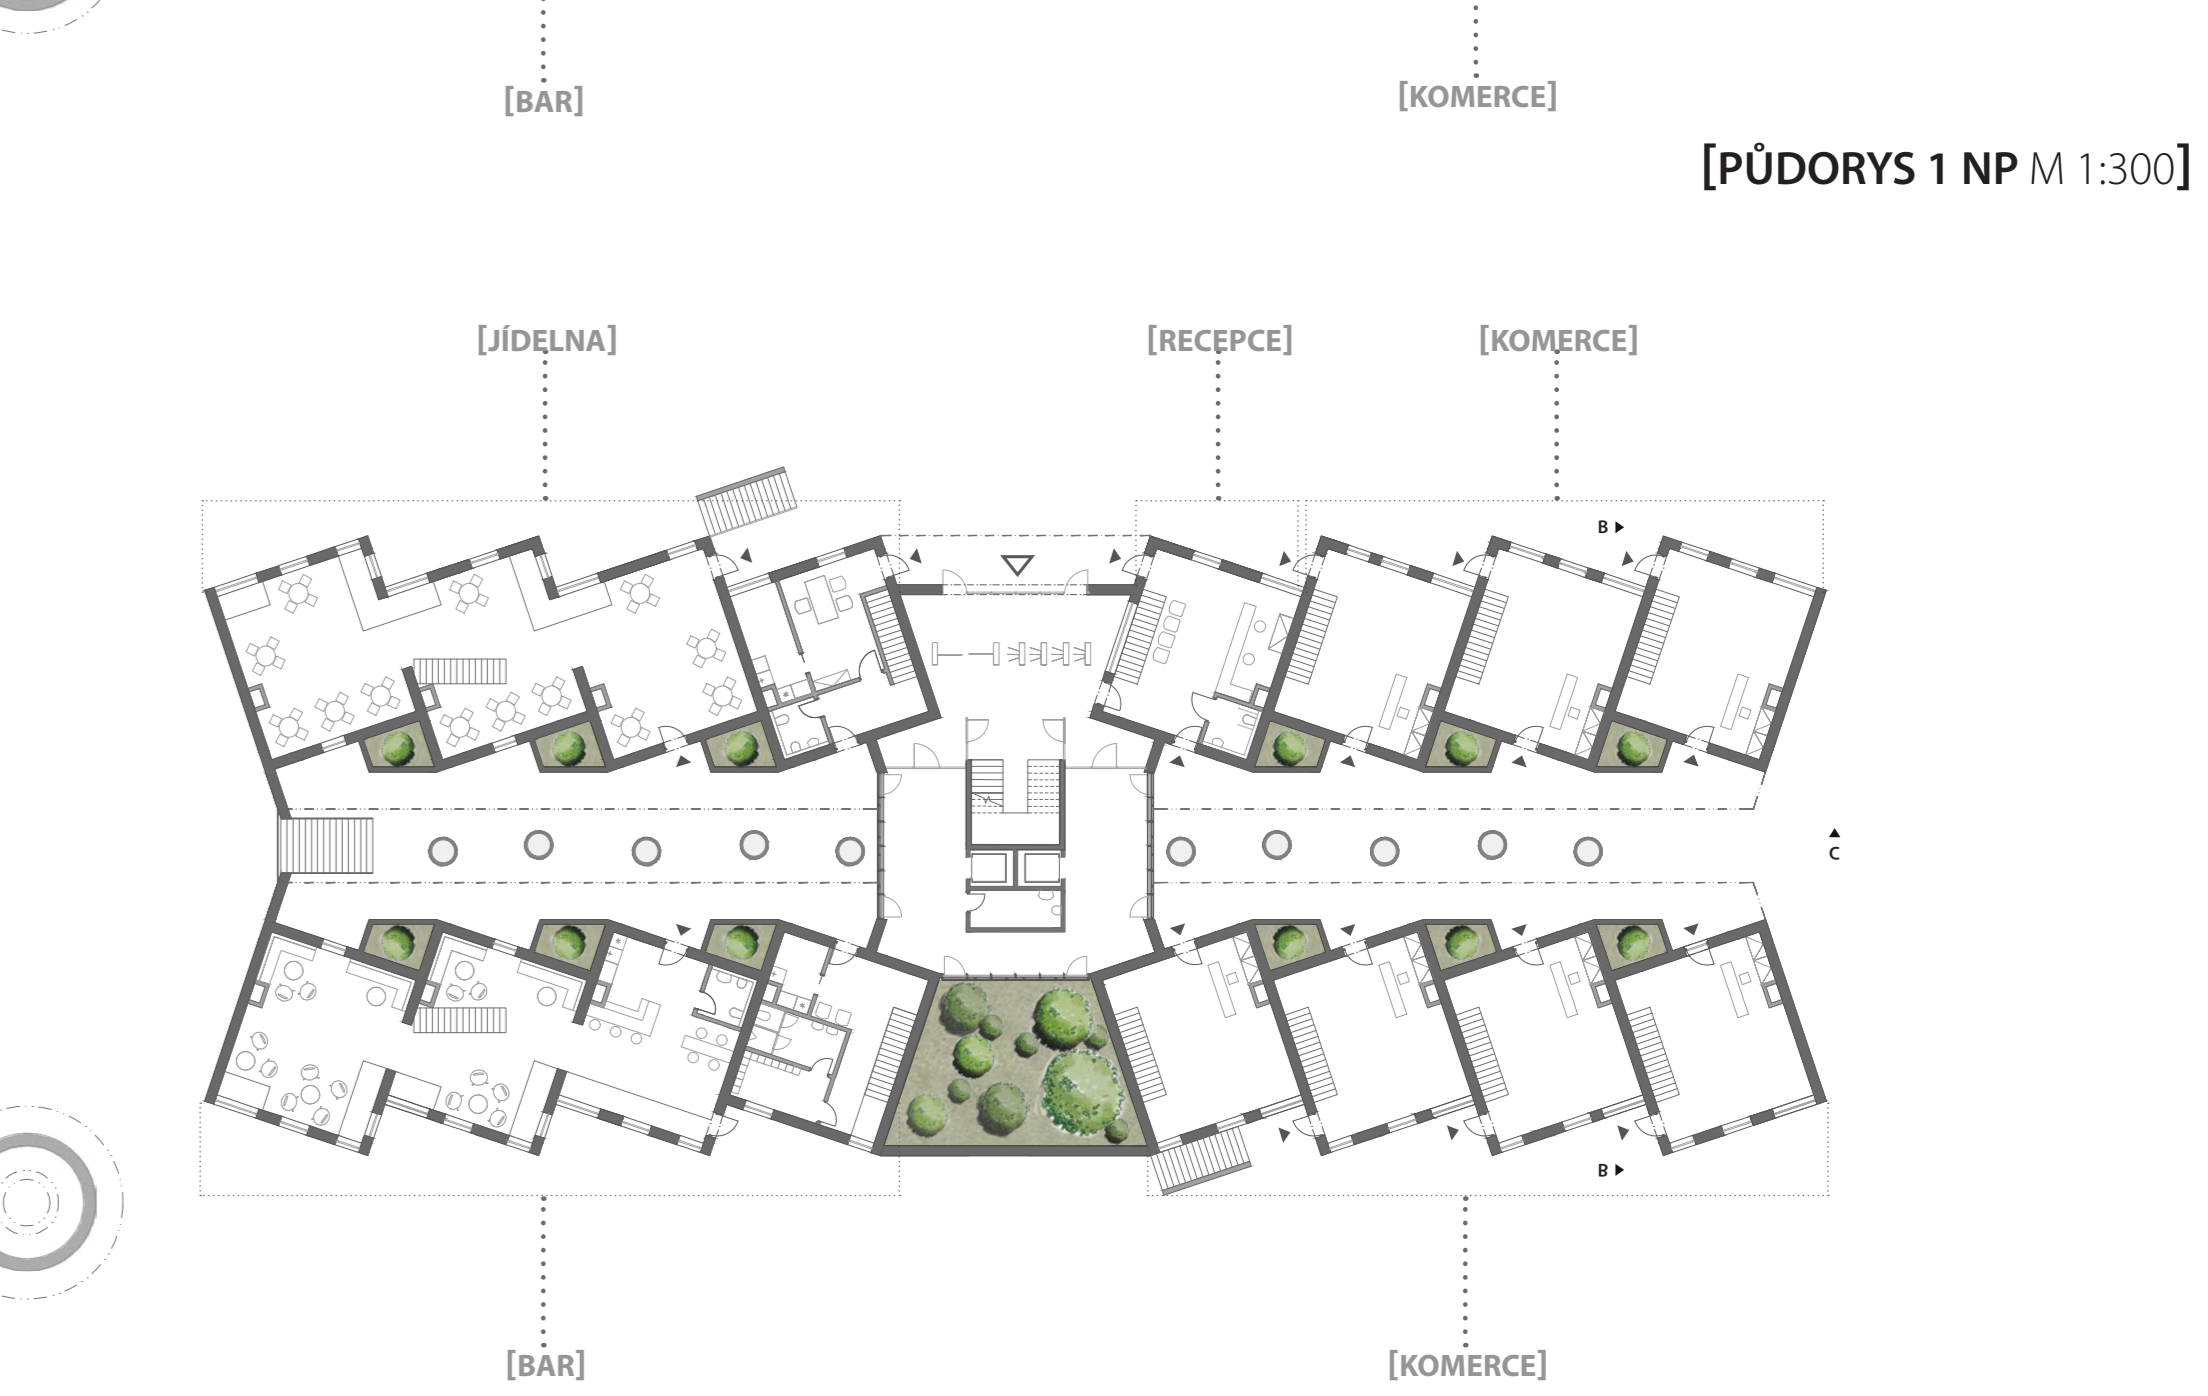 [BAR]
[KOMERCE]
[PŮDORYS 1 NP M 1:300]
[JÍDELNA]
[RECEPCE]
[KOMERCE]
B
C
B
[BAR]
[KOMERCE]